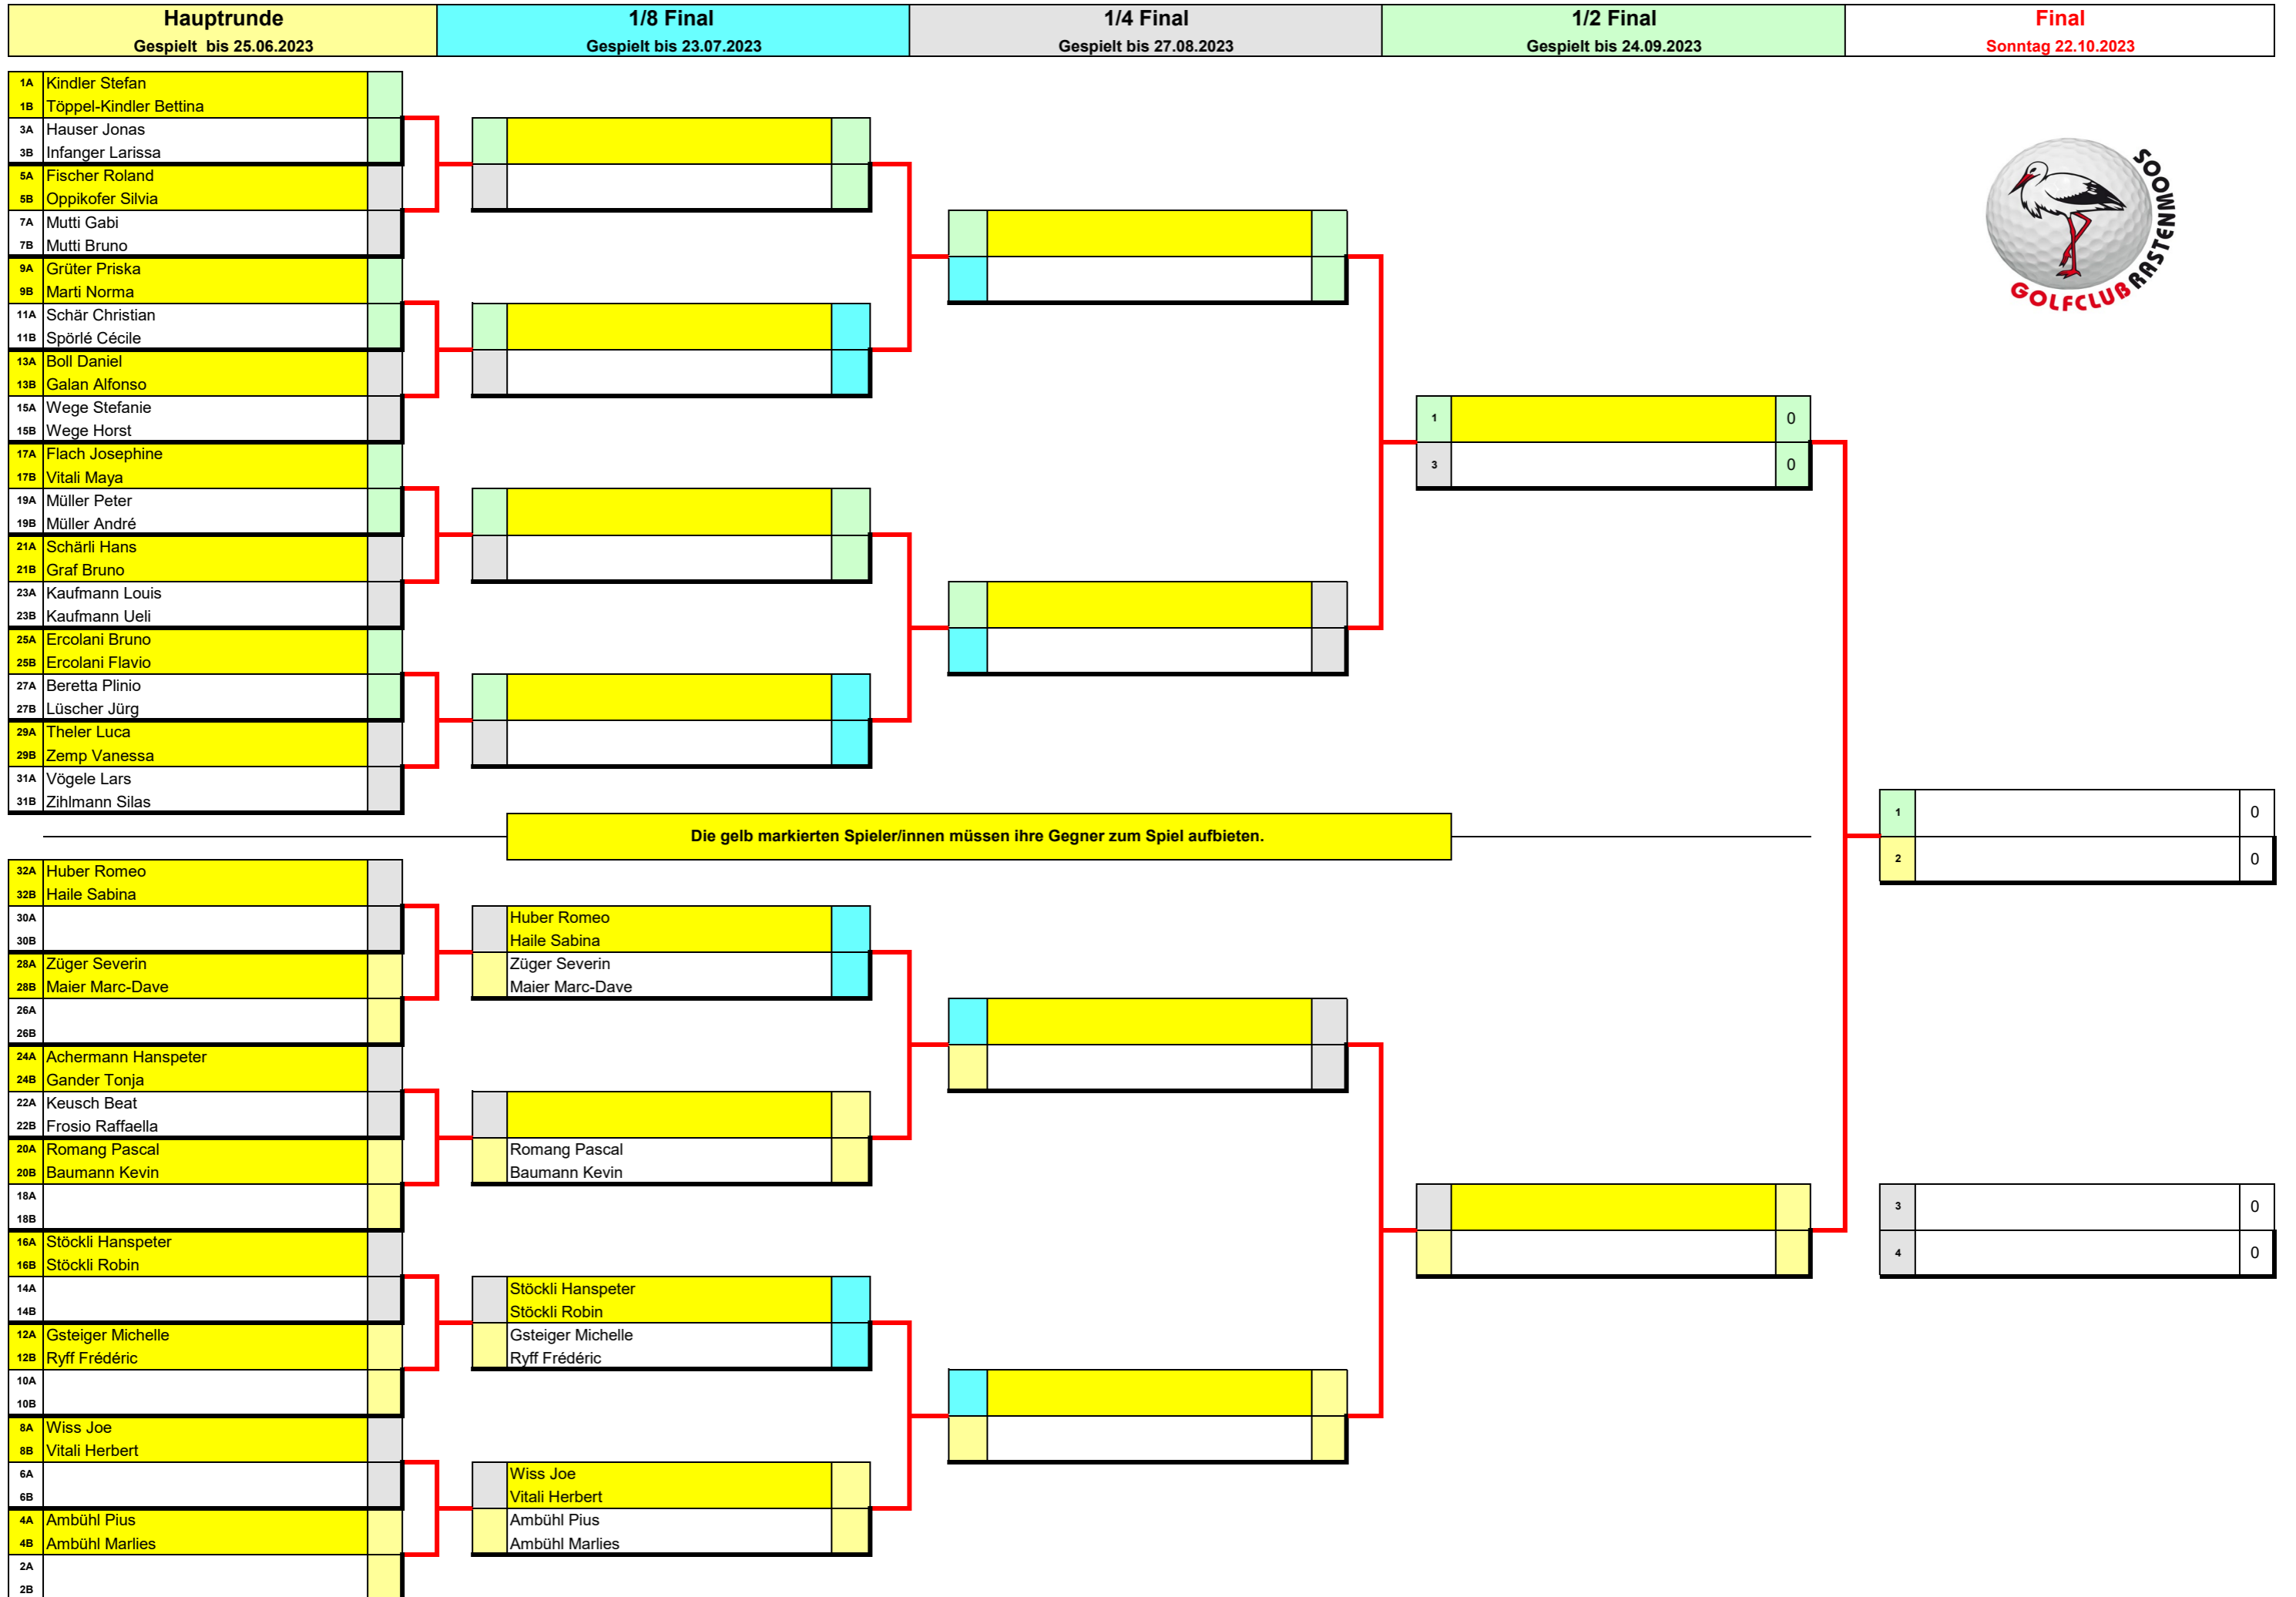 Hauptrunde
Gespielt bis 25.06.2023
1/8 Final
Gespielt bis 23.07.2023
1/4 Final
Gespielt bis 27.08.2023
1/2 Final
Gespielt bis 24.09.2023
Final
Sonntag 22.10.2023
1A Kindler Stefan
1B Töppel-Kindler Bettina
3A Hauser Jonas
3B Infanger Larissa
5A Fischer Roland
5B Oppikofer Silvia
7A Mutti Gabi
7B Mutti Bruno
9A Grüter Priska
9B Marti Norma
11A Schär Christian
11B Spörlé Cécile
13A Boll Daniel
13B Galan Alfonso
15A Wege Stefanie
15B Wege Horst
17A Flach Josephine
17B Vitali Maya
19A Müller Peter
19B Müller André
21A Schärli Hans
21B Graf Bruno
23A Kaufmann Louis
23B Kaufmann Ueli
25A Ercolani Bruno
25B Ercolani Flavio
27A Beretta Plinio
27B Lüscher Jürg
29A Theler Luca
29B Zemp Vanessa
31A Vögele Lars
31B Zihlmann Silas
GOLFCLUB RASTENMOOS
1 0
3 0
1 0
2 0
Die gelb markierten Spieler/innen müssen ihre Gegner zum Spiel aufbieten.
32A Huber Romeo
32B Haile Sabina
30A
30B
28A Züger Severin
28B Maier Marc-Dave
26A
26B
24A Achermann Hanspeter
24B Gander Tonja
22A Keusch Beat
22B Frosio Raffaella
20A Romang Pascal
20B Baumann Kevin
18A
18B
16A Stöckli Hanspeter
16B Stöckli Robin
14A
14B
12A Gsteiger Michelle
12B Ryff Frédéric
10A
10B
8A Wiss Joe
8B Vitali Herbert
6A
6B
4A Ambühl Pius
4B Ambühl Marlies
2A
2B
Huber Romeo
Haile Sabina
Züger Severin
Maier Marc-Dave
Romang Pascal
Baumann Kevin
Stöckli Hanspeter
Stöckli Robin
Gsteiger Michelle
Ryff Frédéric
Wiss Joe
Vitali Herbert
Ambühl Pius
Ambühl Marlies
3 0
4 0